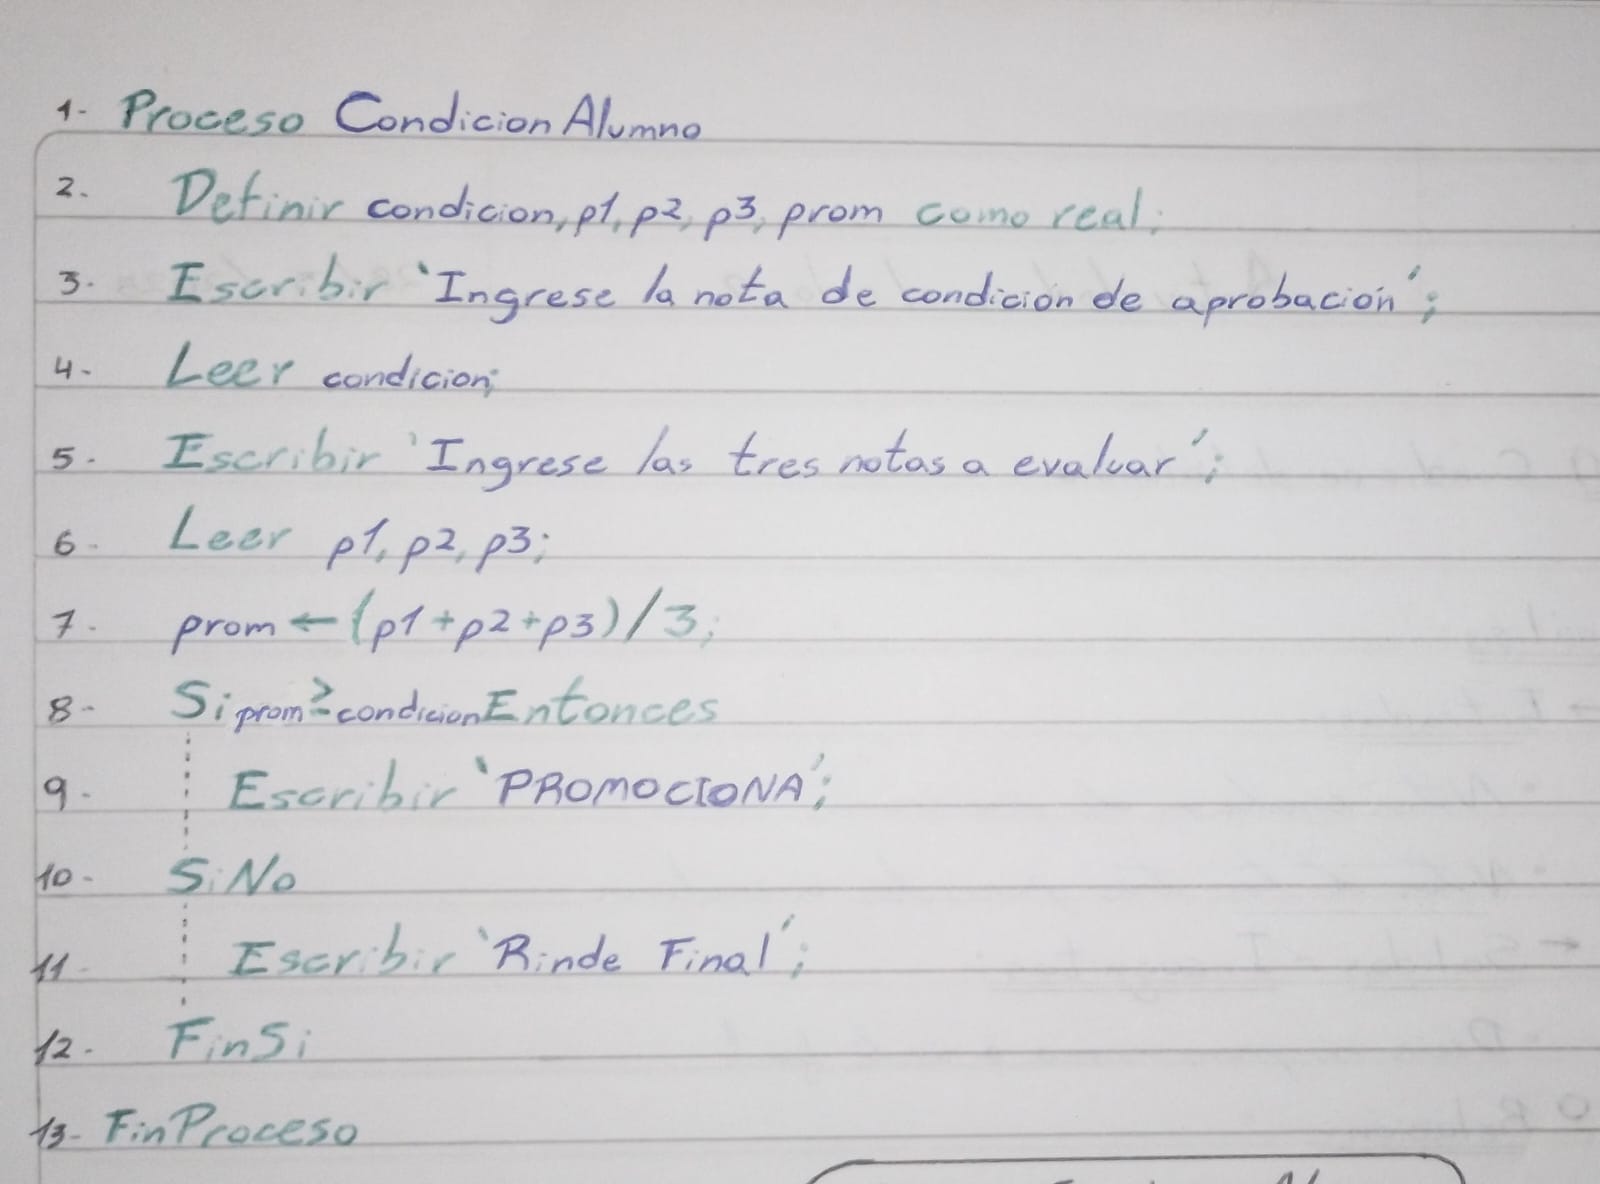 1- Proceso Condicion Alumno
2. Definir condicion, p1, p2, p3, prom como real;
3. Escribir 'Ingrese la nota de condición de aprobación';
4- Leer condicion;
5. Escribir 'Ingrese las tres notas a evaluar';
6- Leer p1, p2, p3;
7. prom ← (p1+p2+p3)/3;
8- Si prom ≥ condicion Entonces
9. Escribir 'PROMOCIONA';
10- SiNo
11- Escribir 'Rinde Final';
12- FinSi
13- FinProceso